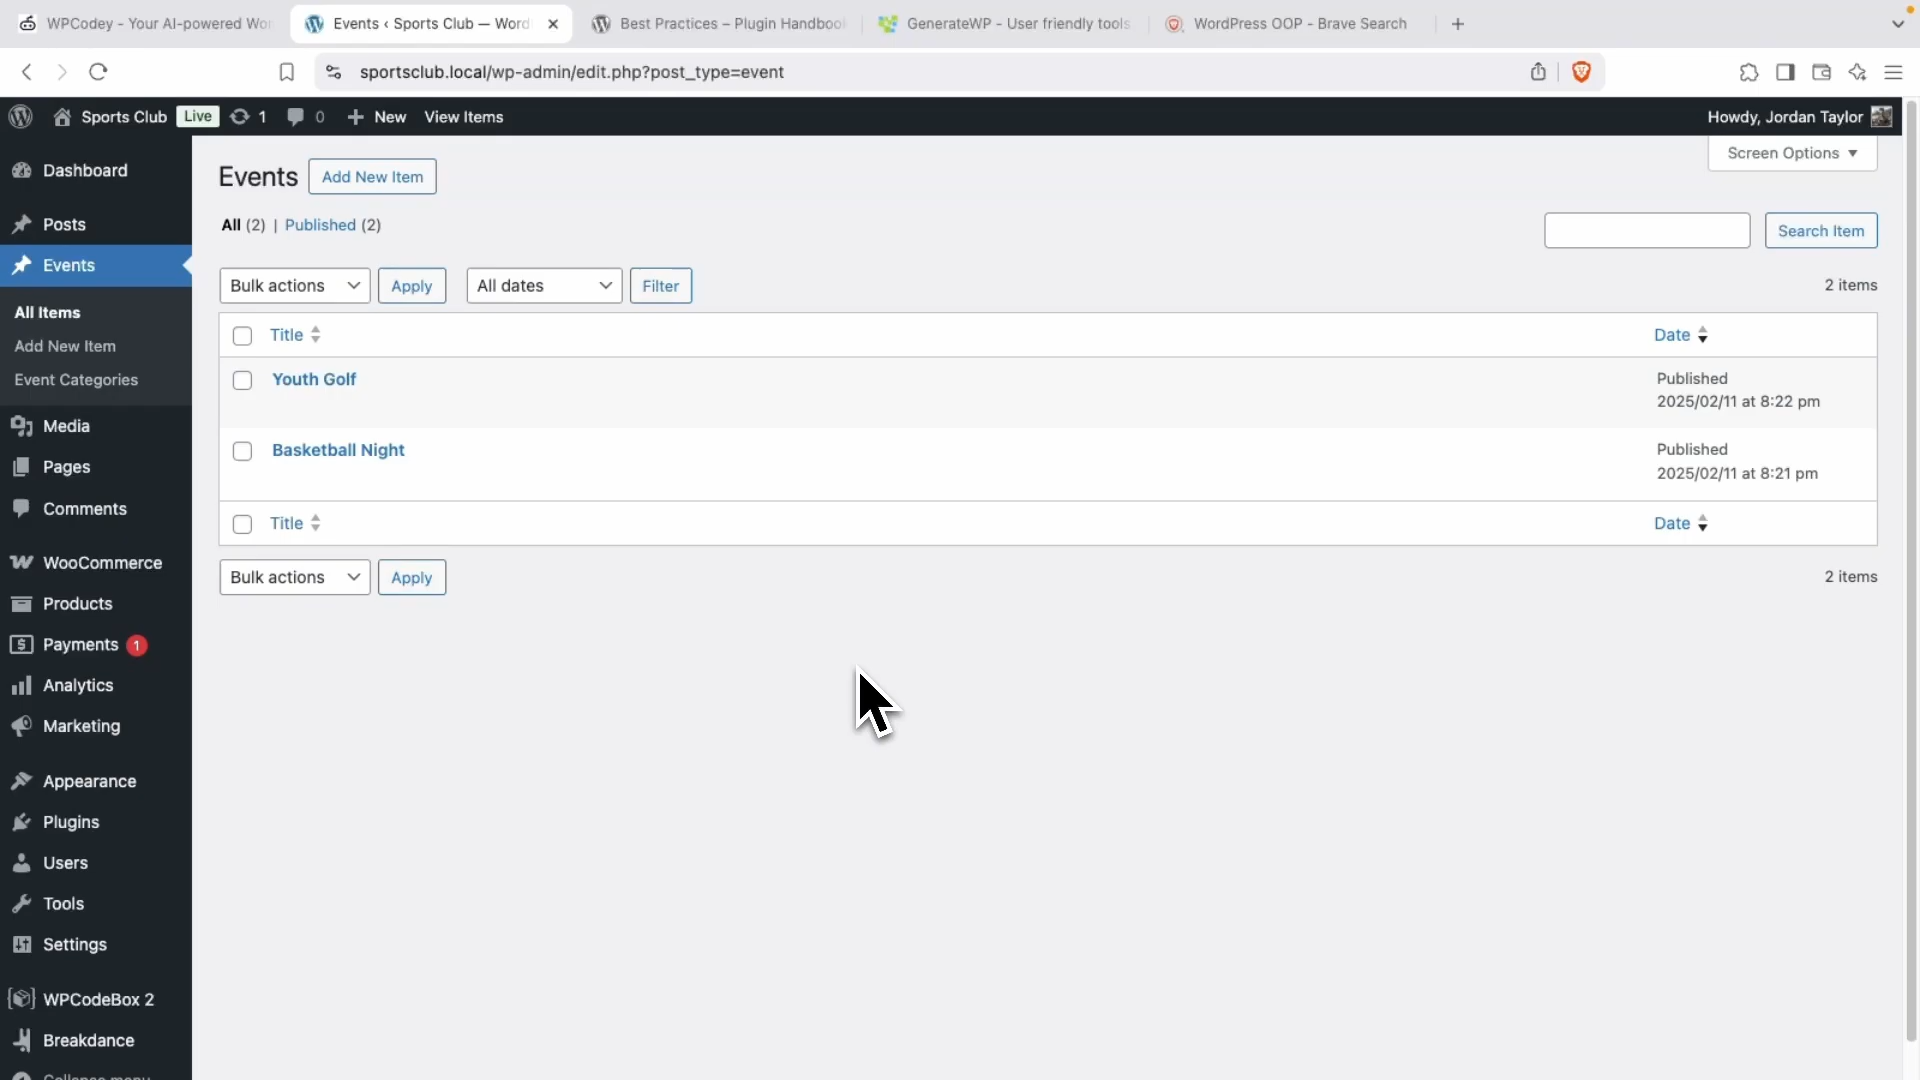 WPCodey - Your AI-powered Wor
Events ‹ Sports Club — Word
Best Practices – Plugin Handbook
GenerateWP - User friendly tools
WordPress OOP - Brave Search
sportsclub.local/wp-admin/edit.php?post_type=event
Sports Club Live 1 0 + New View Items
Howdy, Jordan Taylor
Screen Options
Dashboard
Posts
Events
All Items
Add New Item
Event Categories
Media
Pages
Comments
WooCommerce
Products
Payments 1
Analytics
Marketing
Appearance
Plugins
Users
Tools
Settings
WPCodeBox 2
Breakdance
Collapse menu
Events Add New Item
All (2) | Published (2)
Search Item
Bulk actions Apply All dates Filter
2 items
Title Date
Youth Golf Published
2025/02/11 at 8:22 pm
Basketball Night Published
2025/02/11 at 8:21 pm
Title Date
Bulk actions Apply
2 items